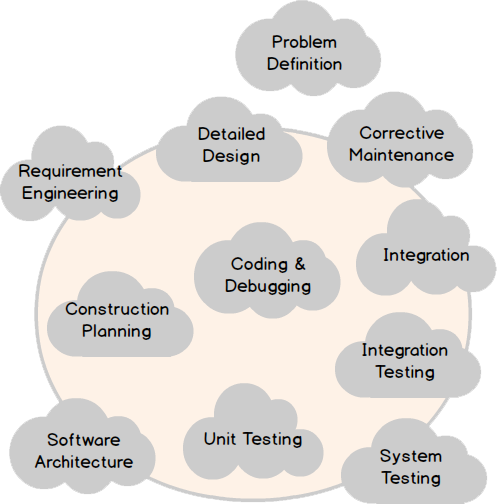 Problem
Definition
Detailed
Design
Corrective
Maintenance
Requirement
Engineering
Integration
Coding &
Debugging
Construction
Planning
Integration
Testing
Software
Architecture
Unit Testing
System
Testing